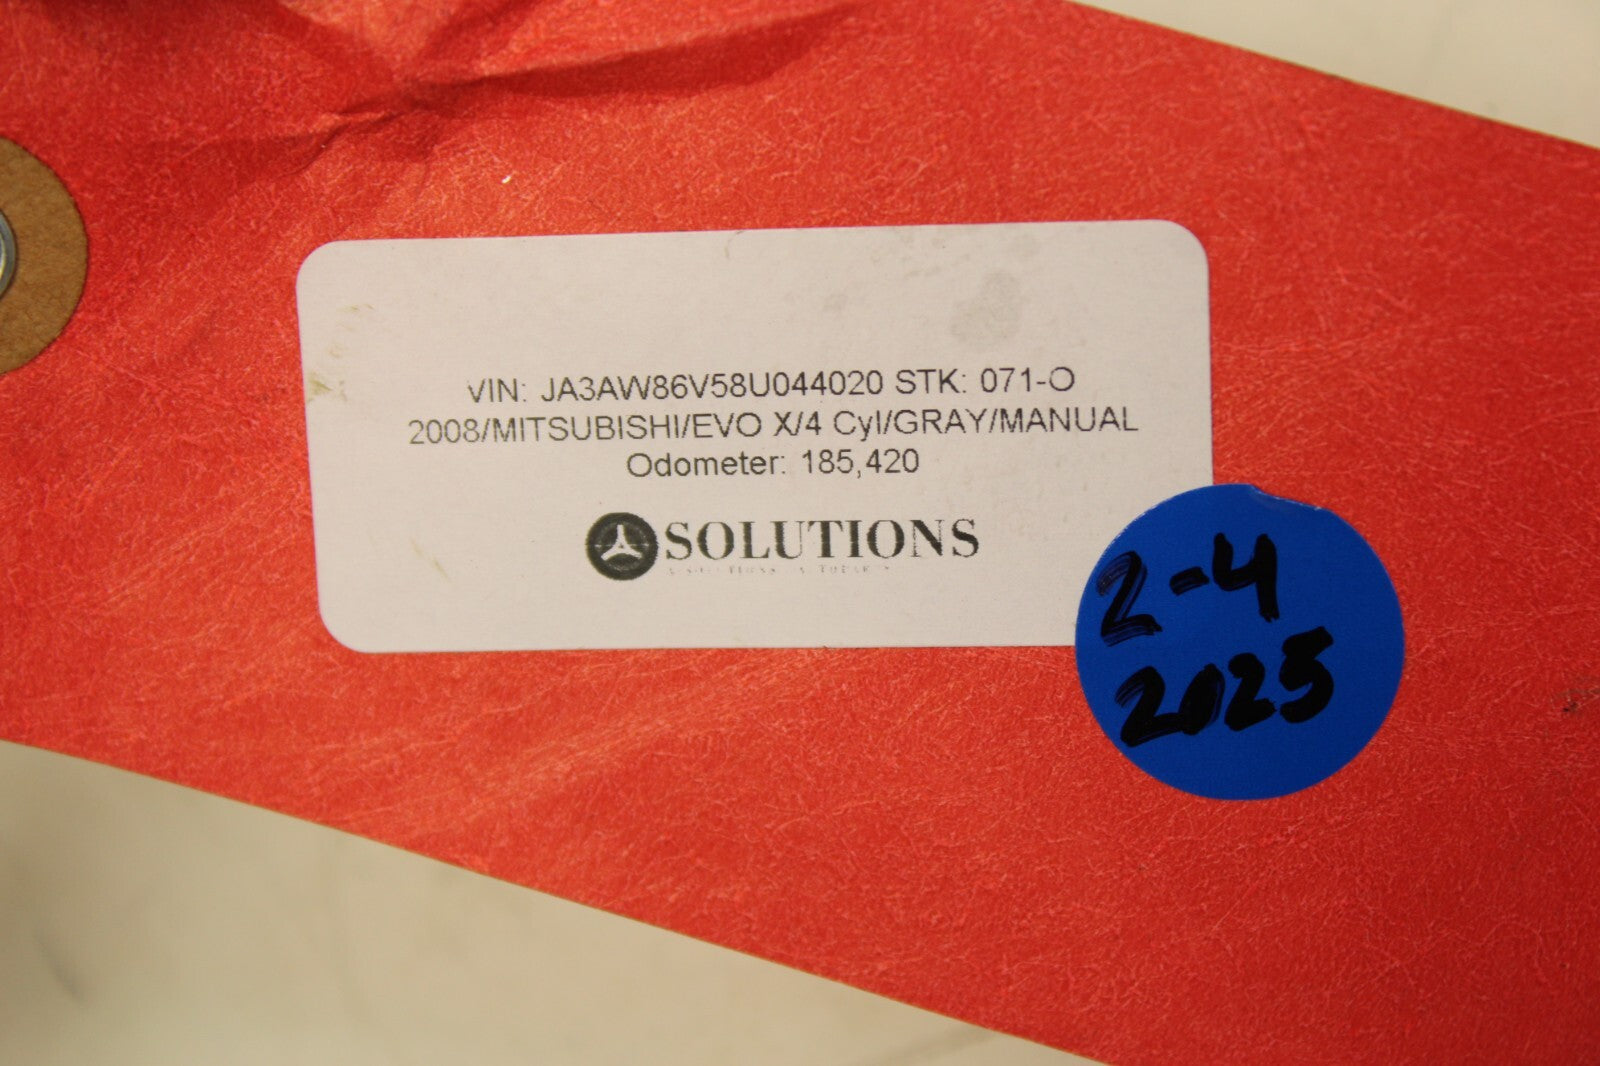 VIN: JA3AW86V58U044020 STK: 071-O
2008/MITSUBISHI/EVO X/4 Cyl/GRAY/MANUAL
Odometer: 185,420
SOLUTIONS
2-4
2025